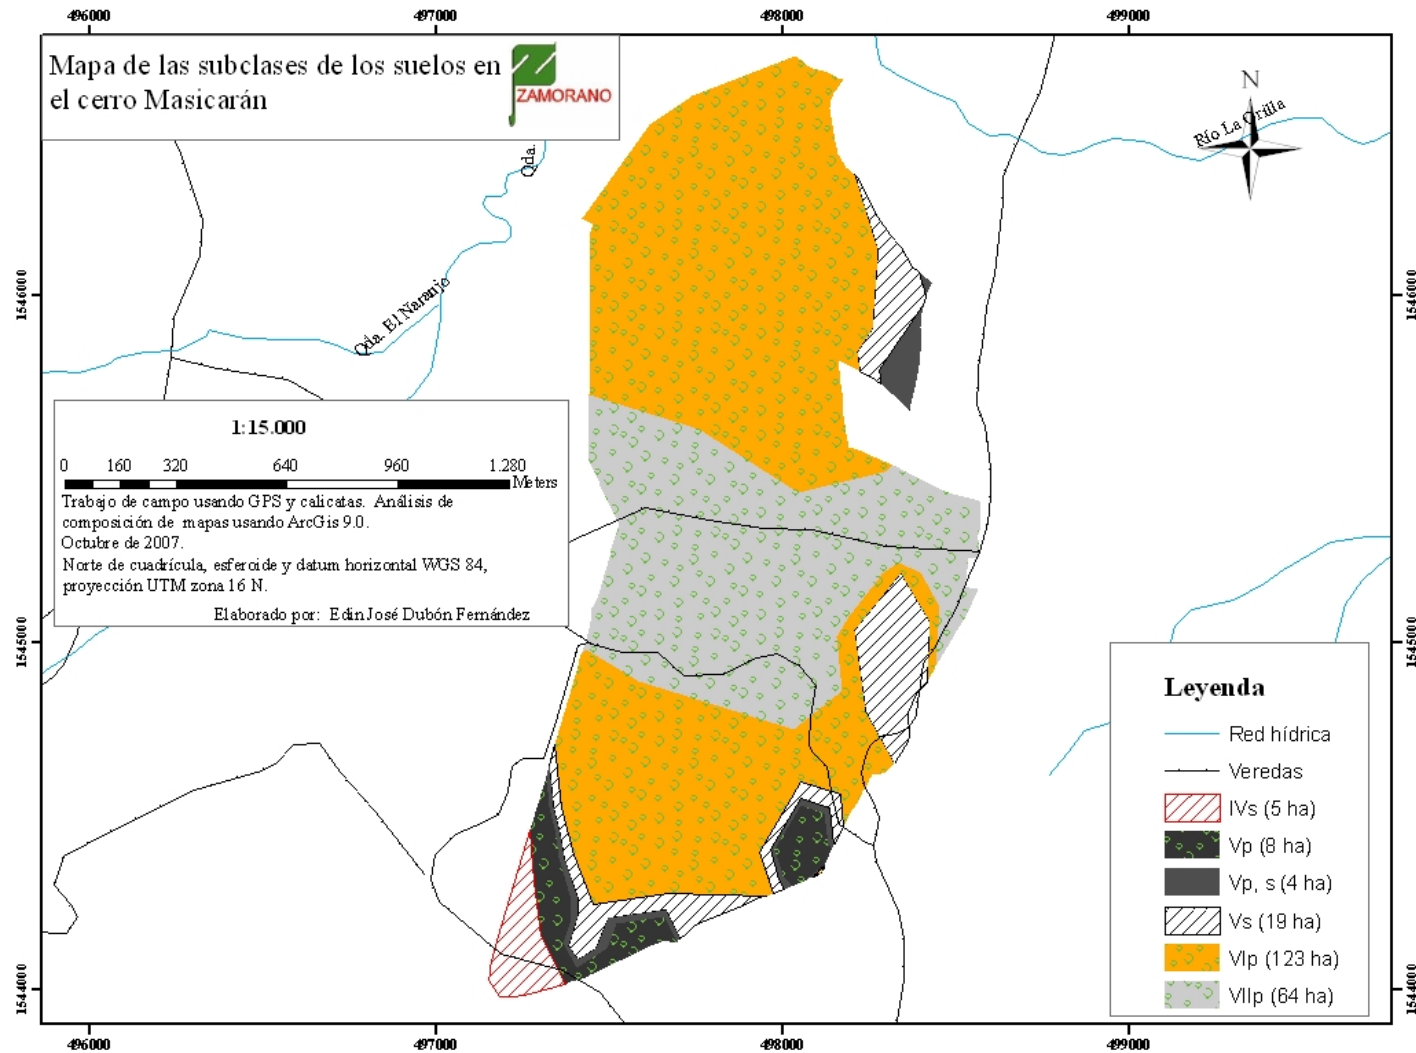 496000 497000 498000 499000
Mapa de las subclases de los suelos en
el cerro Masicarán
ZAMORANO
N
Río La Orilla
Qda.
Qda. El Naranjo
1546000 1546000
1:15.000
0 160 320 640 960 1.280
Meters
Trabajo de campo usando GPS y calicatas. Análisis de
composición de mapas usando ArcGis 9.0.
Octubre de 2007.
Norte de cuadrícula, esferoide y datum horizontal WGS 84,
proyección UTM zona 16 N.
Elaborado por: Edin José Dubón Fernández
1545000 1545000
Leyenda
Red hídrica
Veredas
IVs (5 ha)
Vp (8 ha)
Vp, s (4 ha)
Vs (19 ha)
VIp (123 ha)
VIIp (64 ha)
1544000 1544000
496000 497000 498000 499000